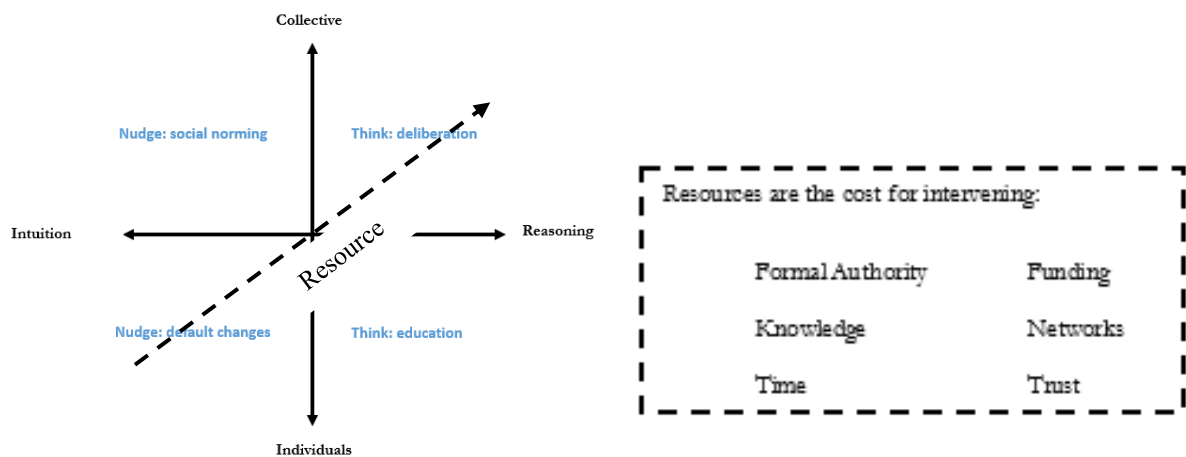 Collective
Nudge: social norming
Think: deliberation
Intuition
Reasoning
Resource
Nudge: default changes
Think: education
Individuals
Resources are the cost for intervening:
Formal Authority Funding
Knowledge Networks
Time Trust